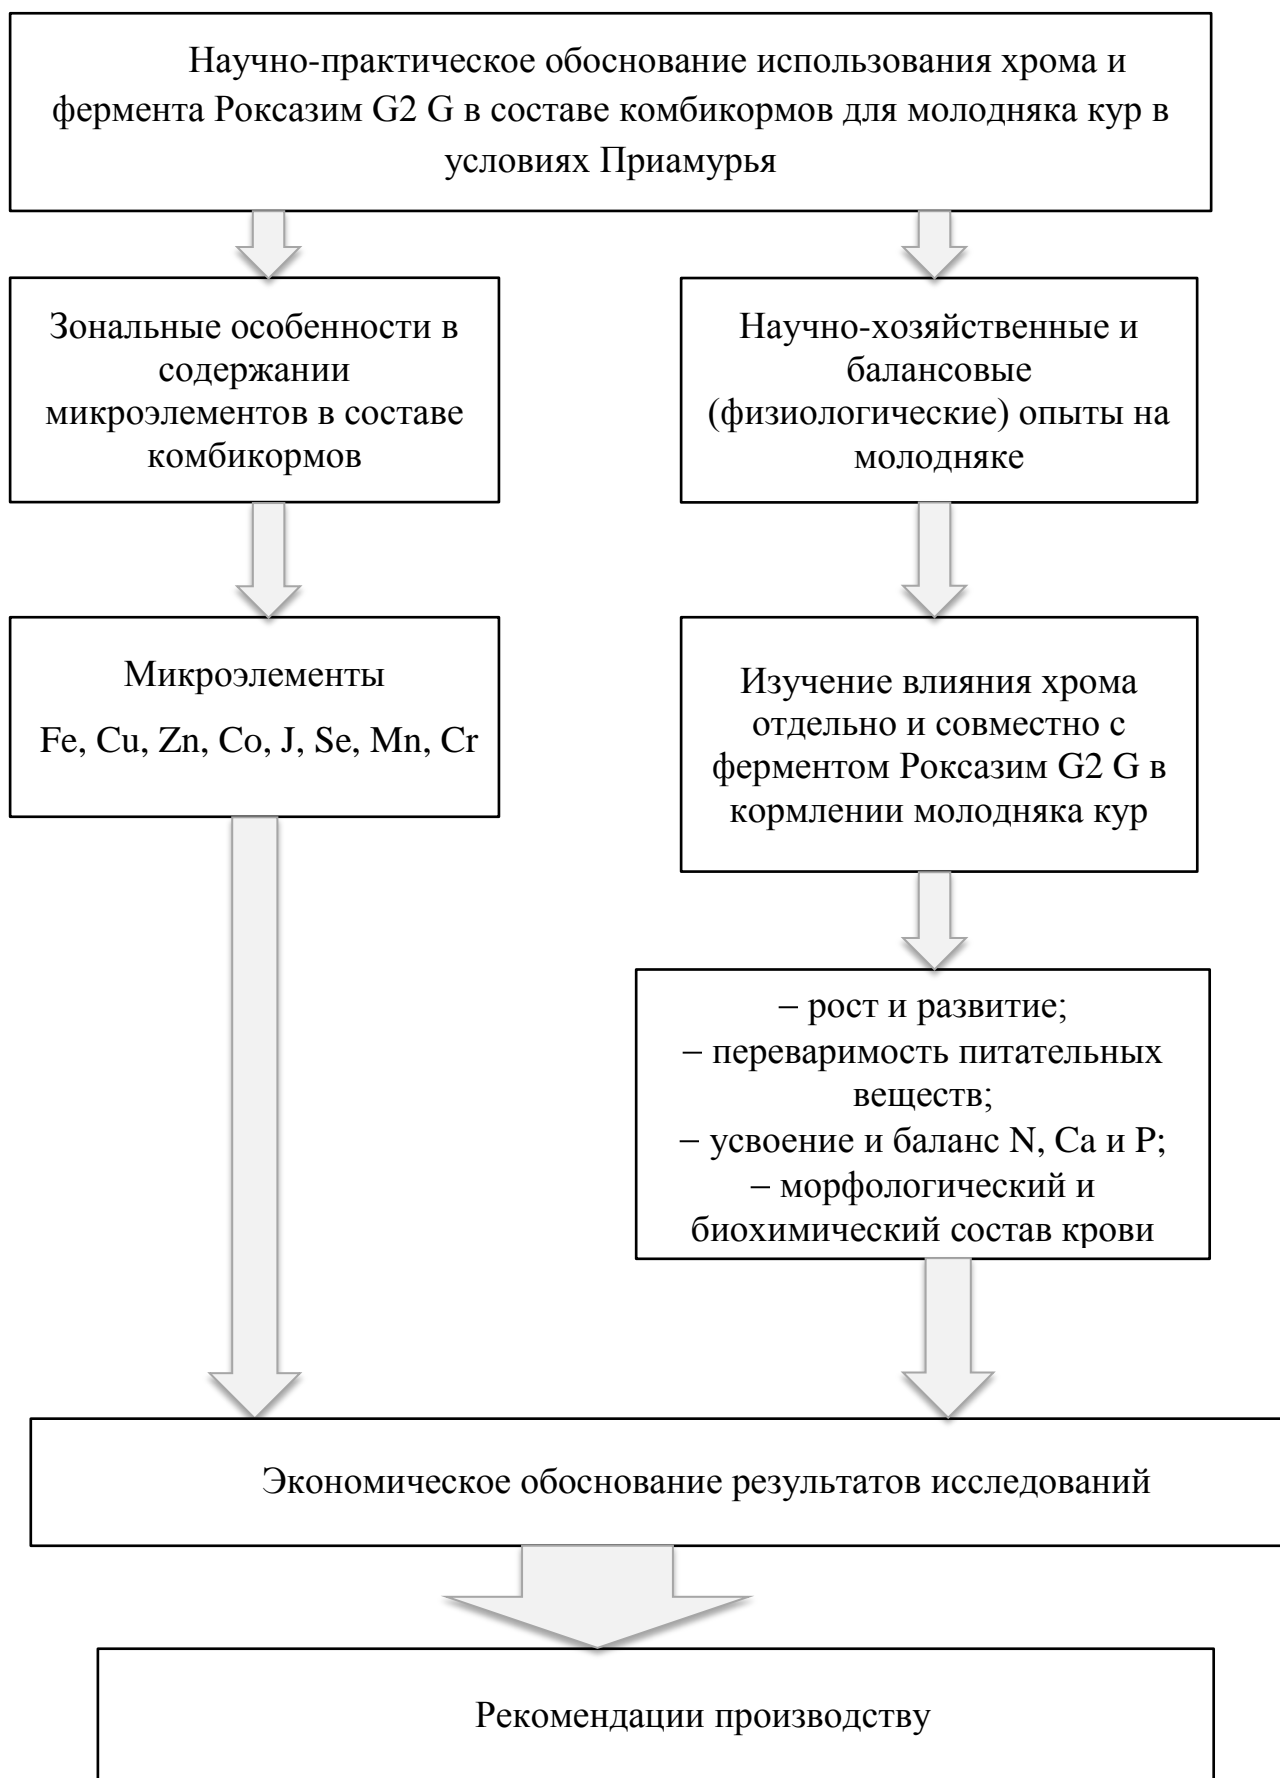 Научно-практическое обоснование использования хрома и
фермента Роксазим G2 G в составе комбикормов для молодняка кур в
условиях Приамурья
Зональные особенности в
содержании
микроэлементов в составе
комбикормов
Научно-хозяйственные и
балансовые
(физиологические) опыты на
молодняке
Микроэлементы
Fe, Cu, Zn, Co, J, Se, Mn, Cr
Изучение влияния хрома
отдельно и совместно с
ферментом Роксазим G2 G в
кормлении молодняка кур
– рост и развитие;
– переваримость питательных
веществ;
– усвоение и баланс N, Ca и P;
– морфологический и
биохимический состав крови
Экономическое обоснование результатов исследований
Рекомендации производству